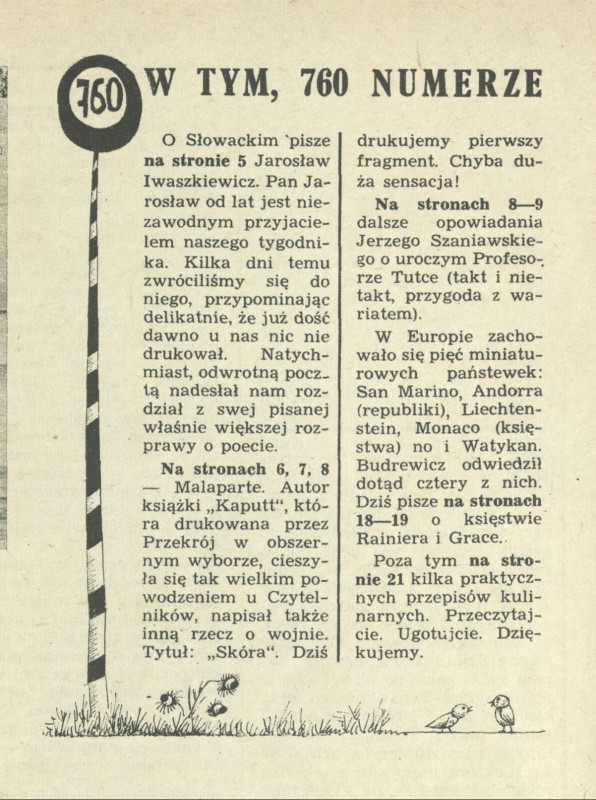 760
W TYM, 760 NUMERZE
O Słowackim pisze
na stronie 5 Jarosław
Iwaszkiewicz. Pan Ja-
rosław od lat jest nie-
zawodnym przyjacie-
lem naszego tygodni-
ka. Kilka dni temu
zwróciliśmy się do
niego, przypominając
delikatnie, że już dość
dawno u nas nic nie
drukował. Natych-
miast, odwrotną pocz-
tą nadesłał nam roz-
dział z swej pisanej
właśnie większej roz-
prawy o poecie.
Na stronach 6, 7, 8
— Malaparte. Autor
książki „Kaputt”, któ-
ra drukowana przez
Przekrój w obszer-
nym wyborze, cieszy-
ła się tak wielkim po-
wodzeniem u Czytel-
ników, napisał także
inną rzecz o wojnie.
Tytuł: „Skóra”. Dziś
drukujemy pierwszy
fragment. Chyba du-
ża sensacja!
Na stronach 8—9
dalsze opowiadania
Jerzego Szaniawskie-
go o uroczym Profeso-
rze Tutce (takt i nie-
takt, przygoda z wa-
riatem).
W Europie zacho-
wało się pięć miniatu-
rowych państewek:
San Marino, Andorra
(republiki), Liechten-
stein, Monaco (księ-
stwa) no i Watykan.
Budrewicz odwiedził
dotąd cztery z nich.
Dziś pisze na stronach
18—19 o księstwie
Rainiera i Grace.
Poza tym na stro-
nie 21 kilka praktycz-
nych przepisów kuli-
narnych. Przeczytaj-
cie. Ugotujcie. Dzię-
kujemy.